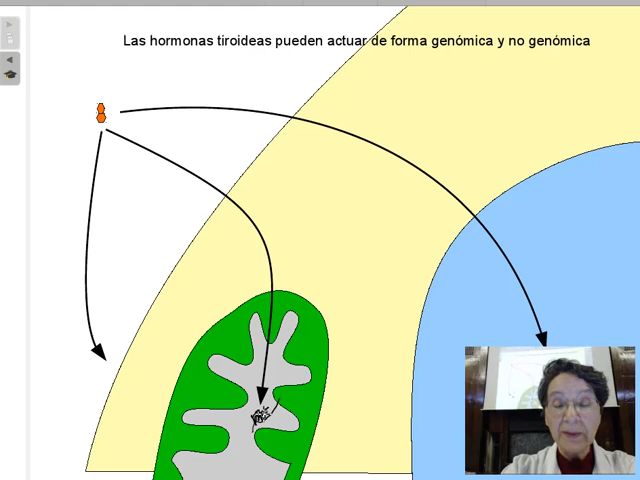 Las hormonas tiroideas pueden actuar de forma genómica y no genómica